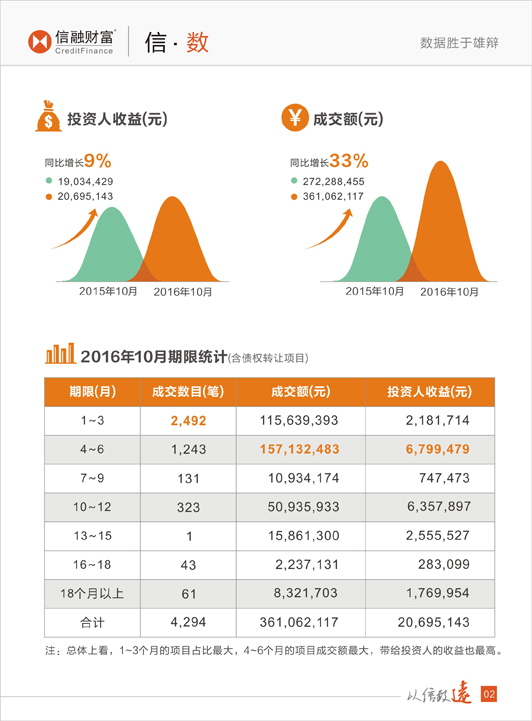 信融财富®
CreditFinance
信·数
数据胜于雄辩
投资人收益(元)
同比增长9%
19,034,429
20,695,143
2015年10月 2016年10月
成交额(元)
同比增长33%
272,288,455
361,062,117
2015年10月 2016年10月
2016年10月期限统计(含债权转让项目)
期限(月) 成交数目(笔) 成交额(元) 投资人收益(元)
1~3 2,492 115,639,393 2,181,714
4~6 1,243 157,132,483 6,799,479
7~9 131 10,934,174 747,473
10~12 323 50,935,933 6,357,897
13~15 1 15,861,300 2,555,527
16~18 43 2,237,131 283,099
18个月以上 61 8,321,703 1,769,954
合计 4,294 361,062,117 20,695,143
注：总体上看，1~3个月的项目占比最大，4~6个月的项目成交额最大，带给投资人的收益也最高。
以信致远 02